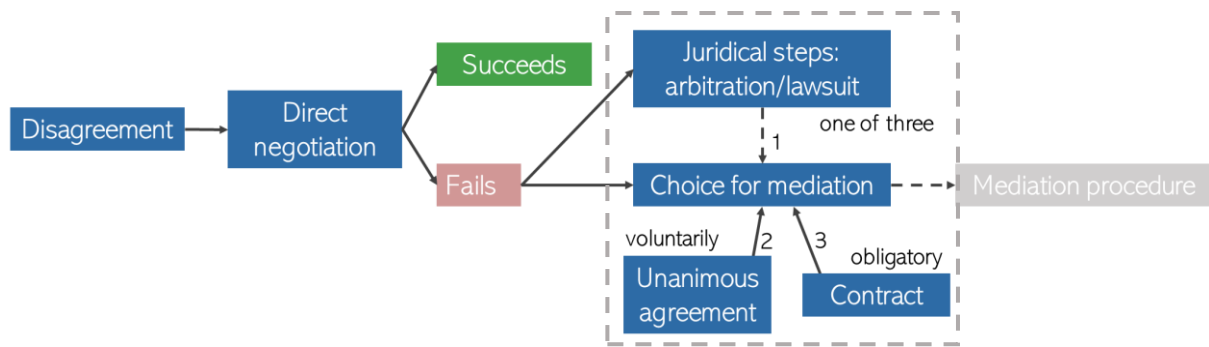 Disagreement
Direct
negotiation
Succeeds
Fails
Juridical steps:
arbitration/lawsuit
one of three
1
Choice for mediation
Mediation procedure
voluntarily
2
3
obligatory
Unanimous
agreement
Contract